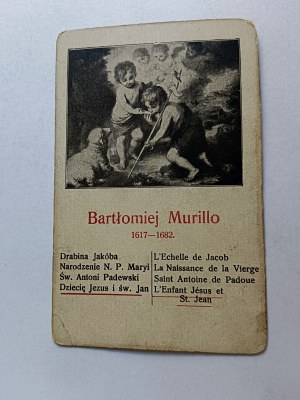 Bartłomiej Murillo
1617—1682.
Drabina Jakóba
Narodzenie N. P. Maryi
Św. Antoni Padewski
Dziecię Jezus i św. Jan
L'Echelle de Jacob
La Naissance de la Vierge
Saint Antoine de Padoue
L'Enfant Jésus et
St. Jean